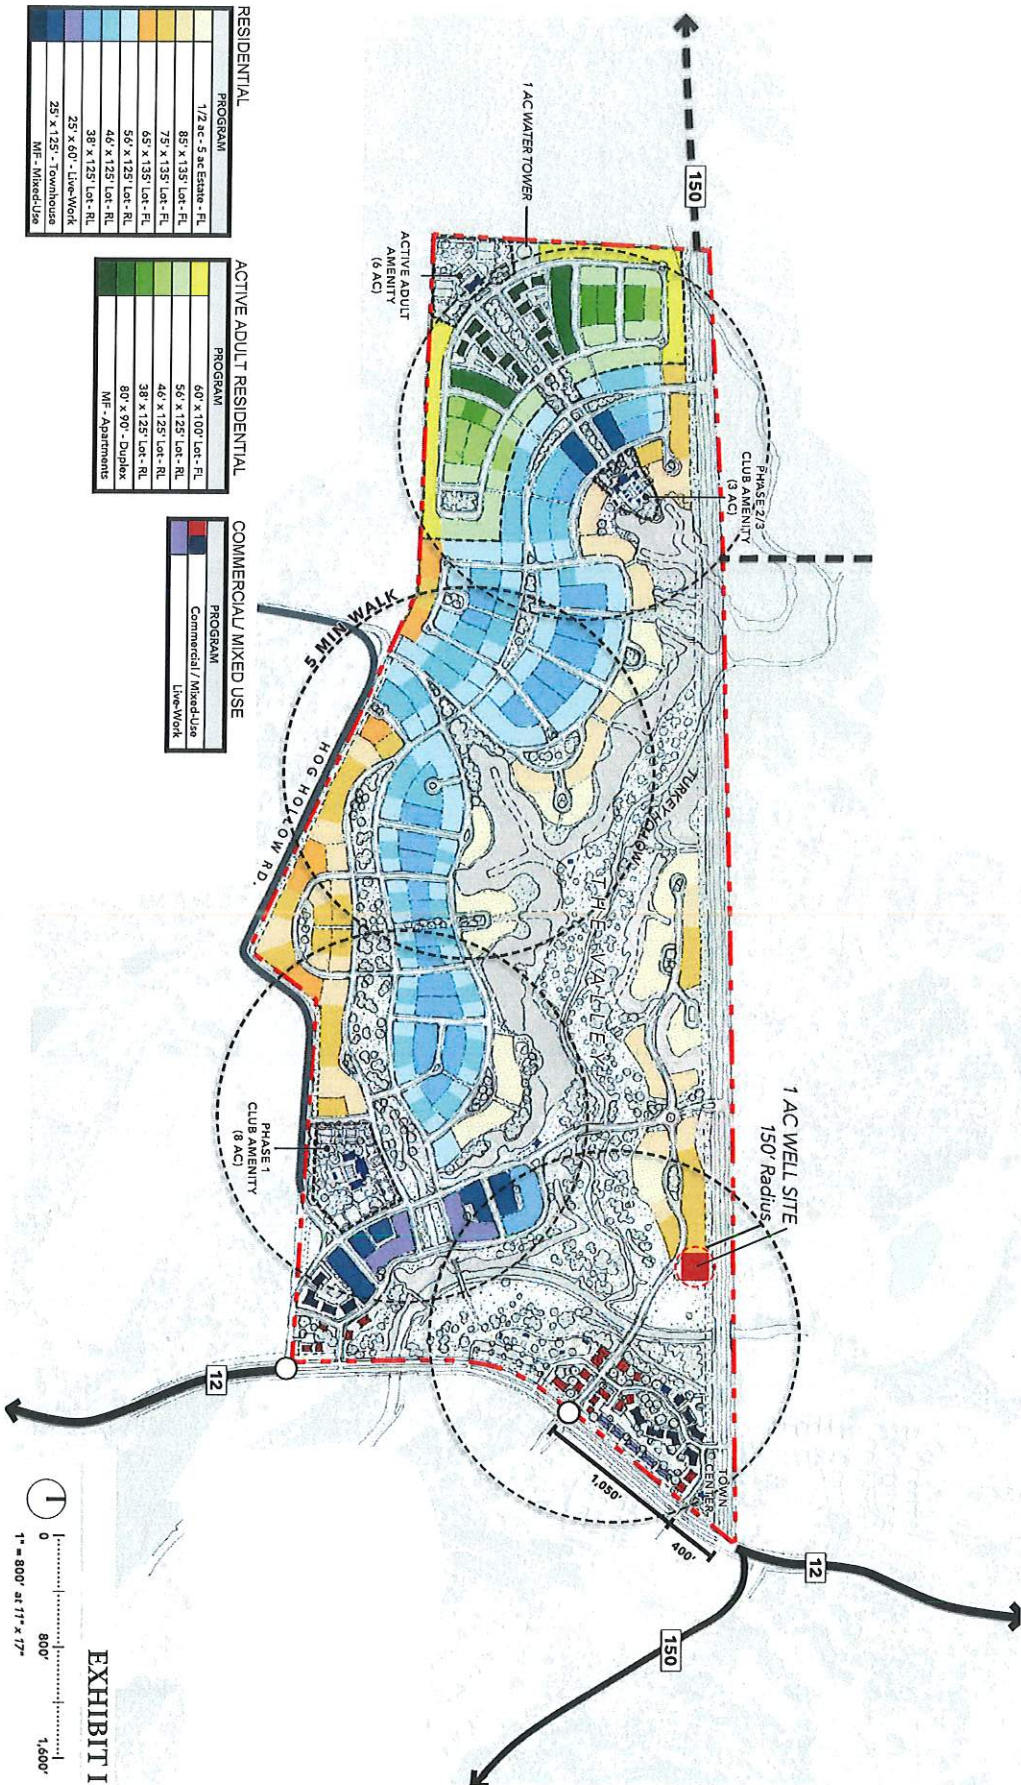 RESIDENTIAL
PROGRAM
1/2 ac - 5 ac Estate - FL
85' x 135' Lot - FL
75' x 135' Lot - FL
65' x 135' Lot - FL
56' x 125' Lot - RL
46' x 125' Lot - RL
38' x 125' Lot - RL
25' x 60' - Live-Work
25' x 125' - Townhouse
MF - Mixed-Use
ACTIVE ADULT RESIDENTIAL
PROGRAM
60' x 100' Lot - FL
56' x 125' Lot - RL
46' x 125' Lot - RL
38' x 125' Lot - RL
80' x 90' - Duplex
MF - Apartments
COMMERCIAL/ MIXED USE
PROGRAM
Commercial / Mixed-Use
Live-Work
150
1 AC WATER TOWER
ACTIVE ADULT
AMENITY
(6 AC)
PHASE 2/3
CLUB AMENITY
(3 AC)
5 MIN WALK
HOG HOLLOW RD.
TURKEY HOLLOW
THE VALLEY
PHASE 1
CLUB AMENITY
(8 AC)
1 AC WELL SITE
150' Radius
TOWN
CENTER
1,050'
400'
12
12
150
0
800'
1,600'
1" = 800' at 11" x 17"
EXHIBIT I